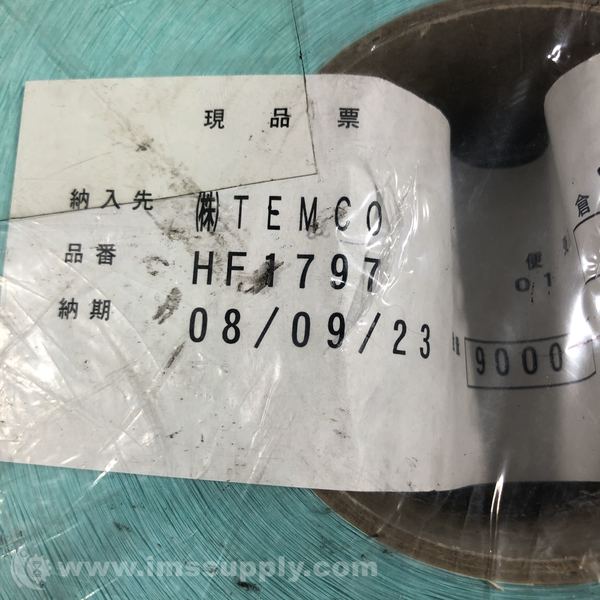 現品票
納入先 ㈱TEMCO
品番 HF1797
納期 08/09/23
倉
便
01
9000
www.imssupply.com